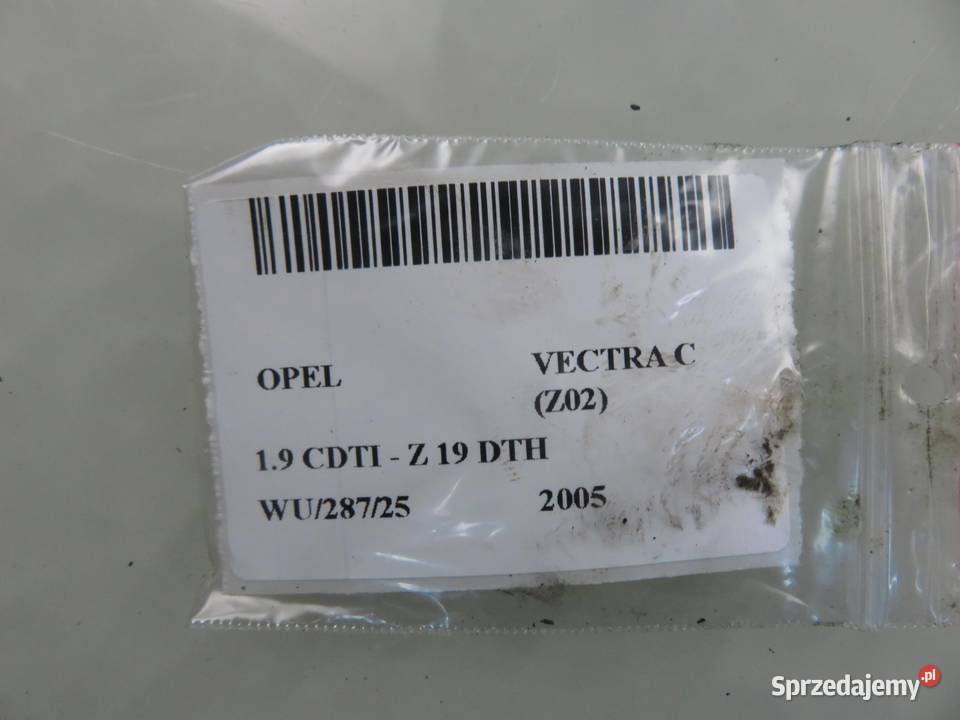 OPEL VECTRA C
(Z02)
1.9 CDTI - Z 19 DTH
WU/287/25 2005
Sprzedajemy.pl